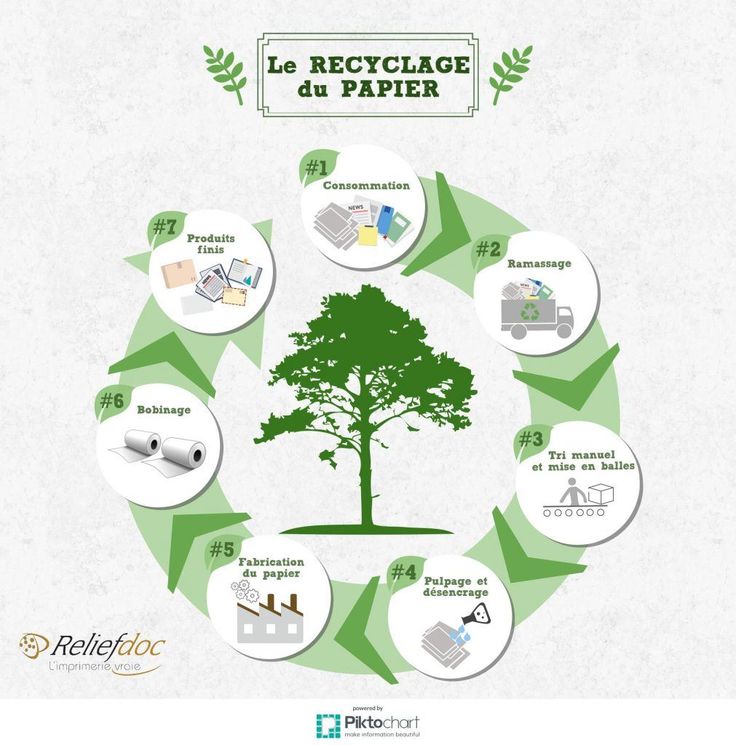 Le RECYCLAGE
du PAPIER
#1
Consommation
NEWS
#2
Ramassage
NEWS
#3
Tri manuel
et mise en balles
#4
Pulpage et
désencrage
#5
Fabrication
du papier
#6
Bobinage
#7
Produits
finis
Reliefdoc
L'imprimerie vraie
powered by
Piktochart
make information beautiful